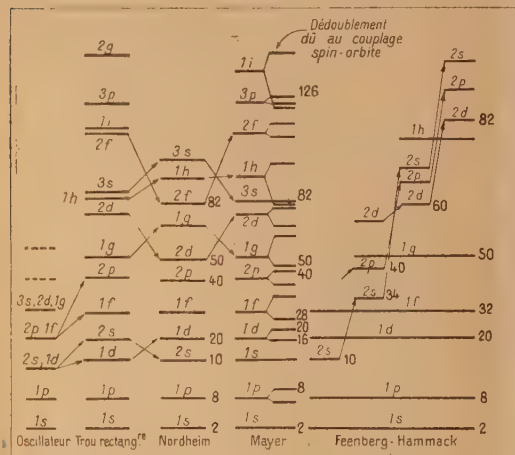 2g
Dédoublement
dû au couplage
spin-orbite
2s
1i
126
2p
3p
3p
1i
2f
2f
2d
82
1h
3s
2s
1h
3s
1h
1h
2p
2f
82
3s
82
2d
2d
60
2d
1g
1g
1g
50
2d
50
1g
50
2p
2p
40
2p
40
2p
40
3s,2d,1g
1f
1f
1f
28
2s
34
1f
32
2p 1f
2s
1d
20
1d
20
16
1d
20
2s,1d
1d
2s
10
1s
2s
10
1p
1p
1p
8
1p
8
1p
8
1s
1s
1s
2
1s
2
1s
2
Oscillateur Trou rectang.re Nordheim Mayer Feenberg-Hammack